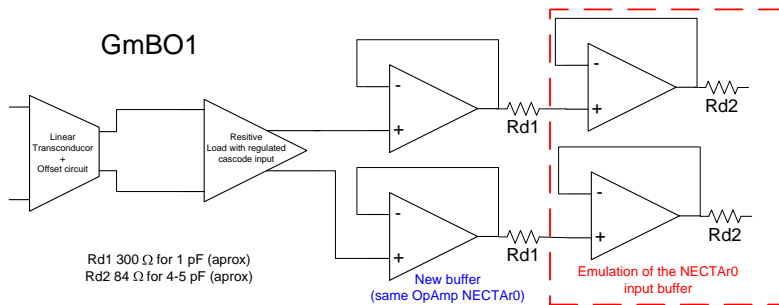 GmBO1
Linear
Transconducor
+
Offset circuit
Resitive
Load with regulated
cascode input
-
+
Rd1
-
+
Rd2
-
+
Rd1
-
+
Rd2
Rd1 300 Ω for 1 pF (aprox)
Rd2 84 Ω for 4-5 pF (aprox)
New buffer
(same OpAmp NECTAr0)
Emulation of the NECTAr0
input buffer